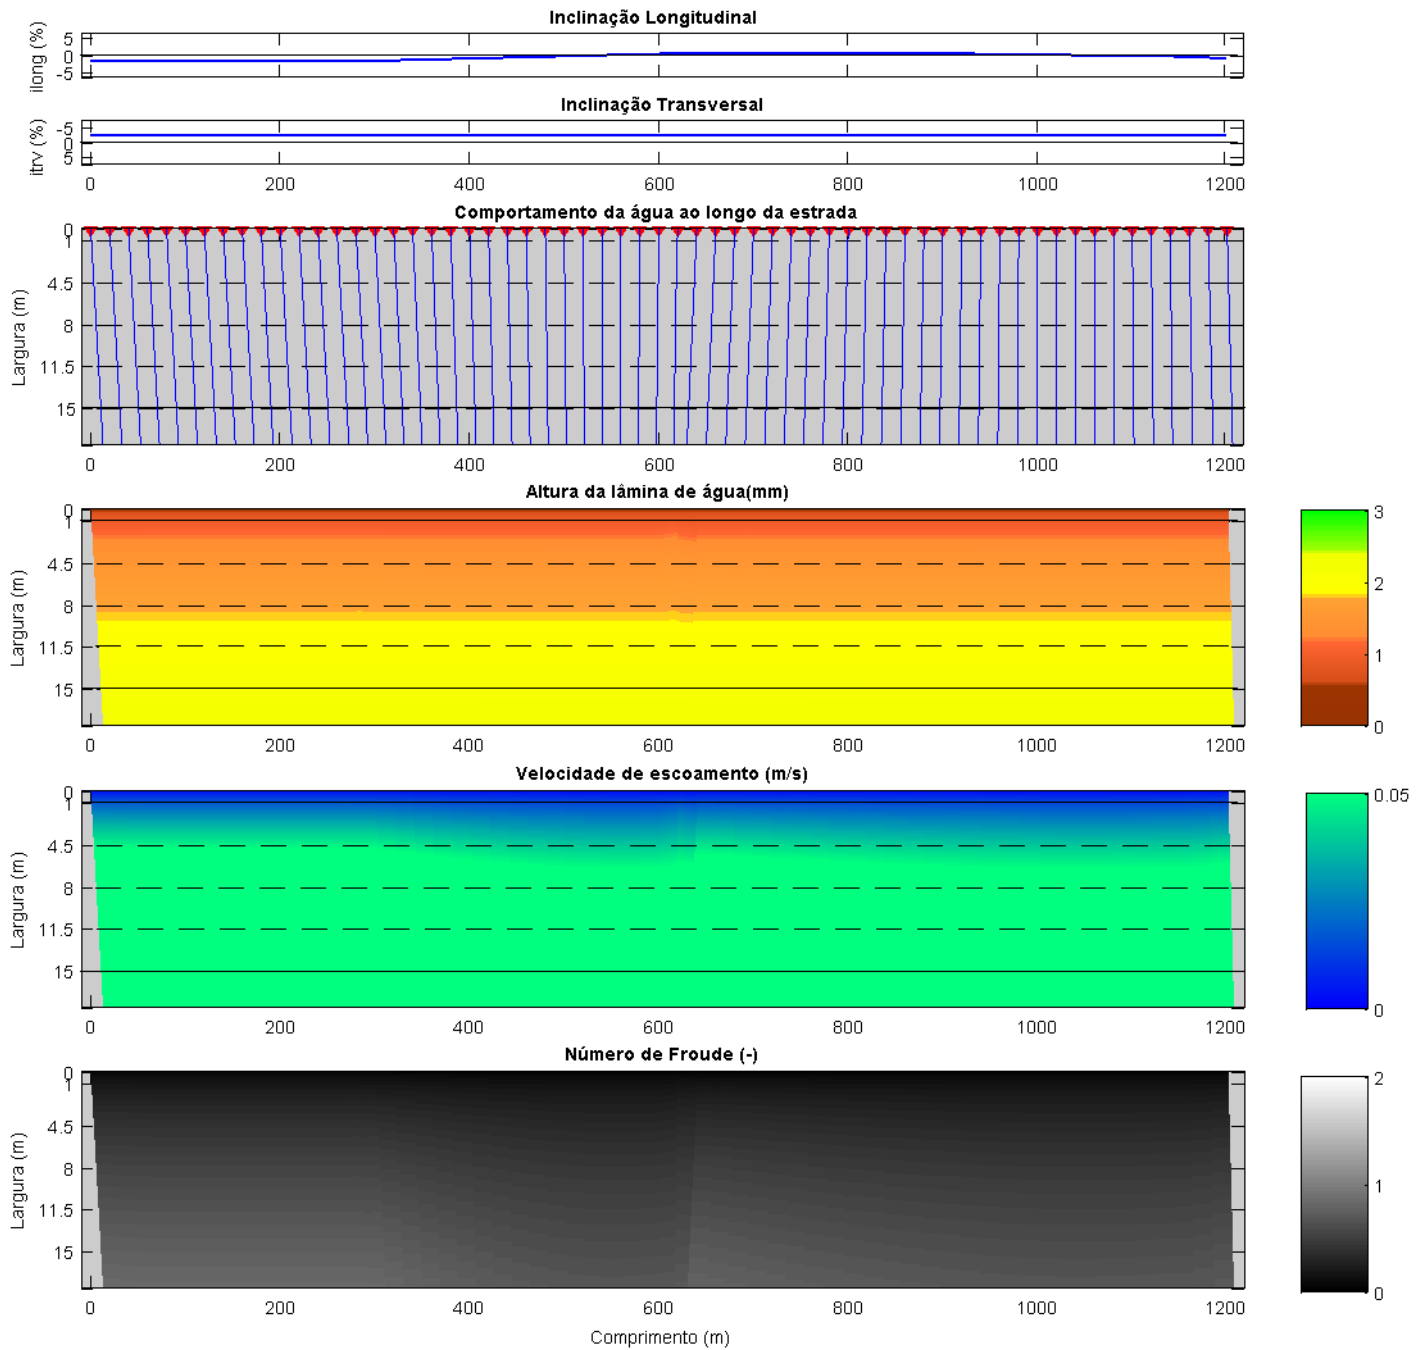 Inclinação Longitudinal
ilong (%)
5
0
-5
Inclinação Transversal
itrv (%)
-5
0
5
0 200 400 600 800 1000 1200
Comportamento da água ao longo da estrada
Largura (m)
0
1
4.5
8
11.5
15
0 200 400 600 800 1000 1200
Altura da lâmina de água(mm)
Largura (m)
0
1
4.5
8
11.5
15
0 200 400 600 800 1000 1200
3
2
1
0
Velocidade de escoamento (m/s)
Largura (m)
0
1
4.5
8
11.5
15
0 200 400 600 800 1000 1200
0.05
0
Número de Froude (-)
Largura (m)
0
1
4.5
8
11.5
15
0 200 400 600 800 1000 1200
2
1
0
Comprimento (m)